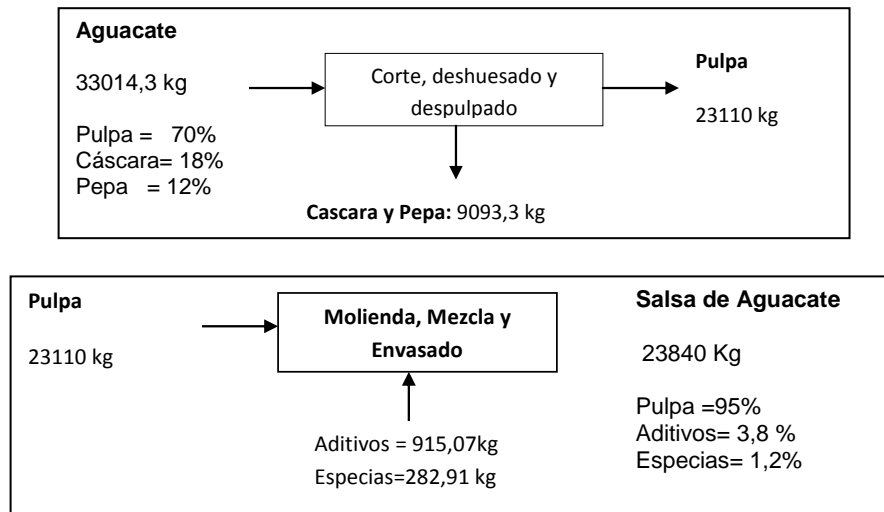 Aguacate
33014,3 kg
Pulpa = 70%
Cáscara= 18%
Pepa = 12%
Corte, deshuesado y
despulpado
Pulpa
23110 kg
Cascara y Pepa: 9093,3 kg
Pulpa
23110 kg
Molienda, Mezcla y
Envasado
Aditivos = 915,07kg
Especias=282,91 kg
Salsa de Aguacate
23840 Kg
Pulpa =95%
Aditivos= 3,8 %
Especias= 1,2%